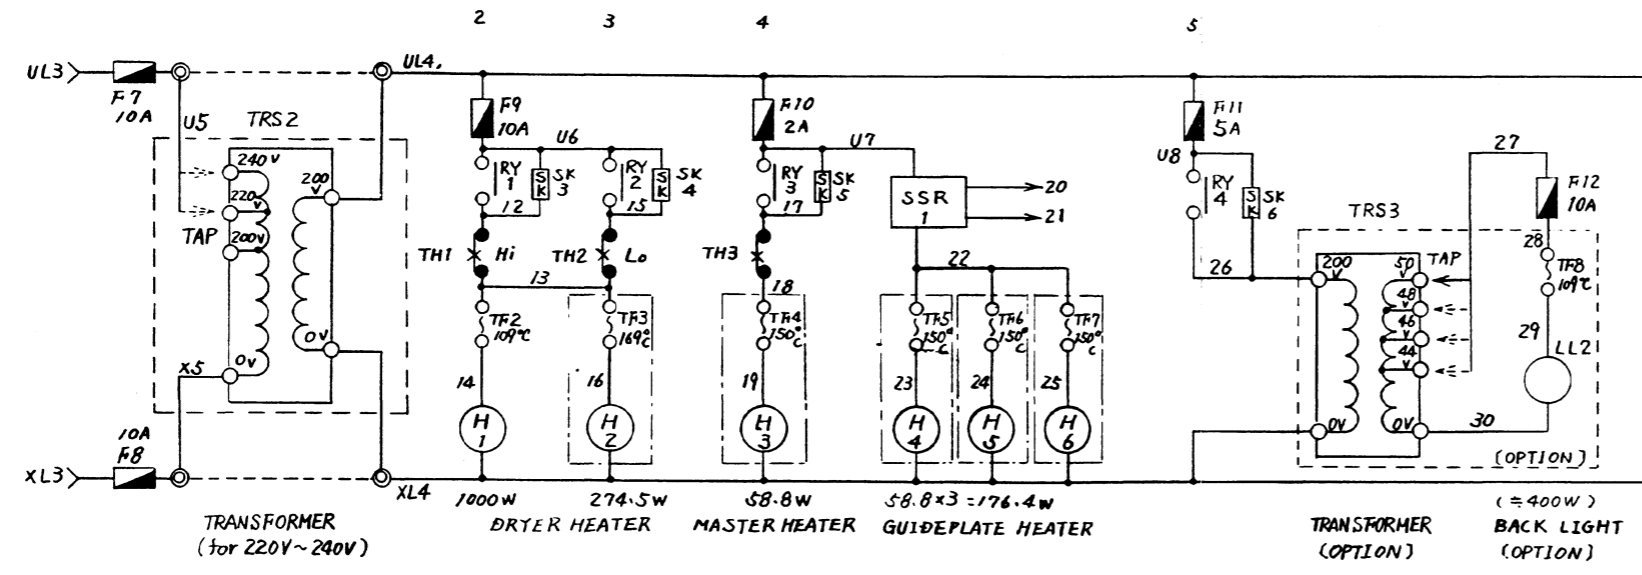 2
3
4
5
UL3
F7
10A
U5
TRS2
UL4.
240V
220V
TAP
200V
0V
200V
0V
X5
10A
F8
XL3
XL4
TRANSFORMER
(for 220V~240V)
F9
10A
U6
RY
1
SK
SK
3
RY
2
SK
SK
4
12
15
TH1
Hi
TH2
Lo
13
TF2
109°C
TF3
169°C
14
16
H
1
H
2
1000W
274.5W
DRYER HEATER
F10
2A
U7
RY
3
SK
SK
5
17
TH3
18
TF4
150°C
19
H
3
58.8W
MASTER HEATER
SSR
1
20
21
22
TF5
150°C
TF6
150°C
TF7
150°C
23
24
25
H
4
H
5
H
6
58.8×3=176.4W
GUIDEPLATE HEATER
F11
5A
U8
RY
4
SK
SK
6
26
TRS3
200V
0V
50V
48V
46V
44V
0V
TAP
27
F12
10A
28
TF8
109°C
29
LL2
30
(OPTION)
TRANSFORMER
(OPTION)
(≒400W)
BACK LIGHT
(OPTION)